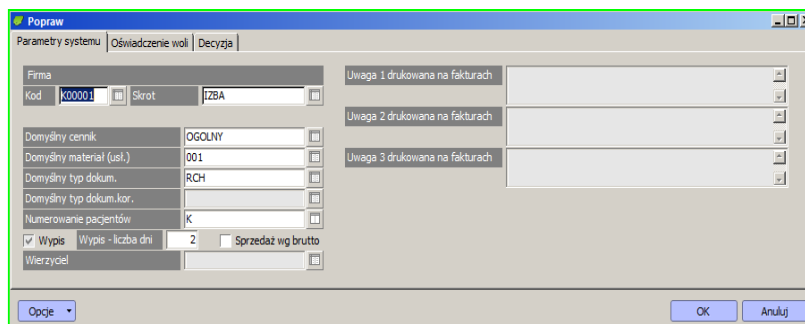 Popraw
Parametry systemu Oświadczenie woli Decyzja
Firma
Kod K00001 Skrot IZBA
Domyślny cennik OGOLNY
Domyślny materiał (usł.) 001
Domyślny typ dokum. RCH
Domyślny typ dokum.kor.
Numerowanie pacjentów K
Wypis Wypis - liczba dni 2 Sprzedaż wg brutto
Wierzyciel
Uwaga 1 drukowana na fakturach
Uwaga 2 drukowana na fakturach
Uwaga 3 drukowana na fakturach
Opcje OK Anuluj